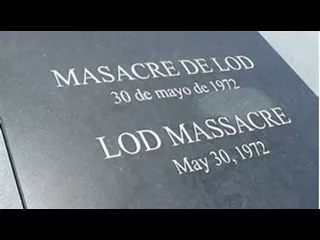 MASACRE DE LOD
30 de mayo de 1972
LOD MASSACRE
May 30, 1972